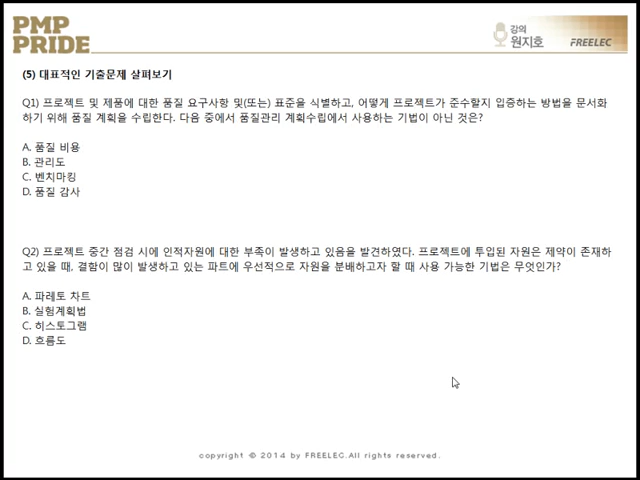 PMP
PRIDE
강의
원지호
FREELEC
(5) 대표적인 기출문제 살펴보기
Q1) 프로젝트 및 제품에 대한 품질 요구사항 및(또는) 표준을 식별하고, 어떻게 프로젝트가 준수할지 입증하는 방법을 문서화
하기 위해 품질 계획을 수립한다. 다음 중에서 품질관리 계획수립에서 사용하는 기법이 아닌 것은?
A. 품질 비용
B. 관리도
C. 벤치마킹
D. 품질 감사
Q2) 프로젝트 중간 점검 시에 인적자원에 대한 부족이 발생하고 있음을 발견하였다. 프로젝트에 투입된 자원은 제약이 존재하
고 있을 때, 결함이 많이 발생하고 있는 파트에 우선적으로 자원을 분배하고자 할 때 사용 가능한 기법은 무엇인가?
A. 파레토 차트
B. 실험계획법
C. 히스토그램
D. 흐름도
copyright © 2014 by FREELEC.All rights reserved.